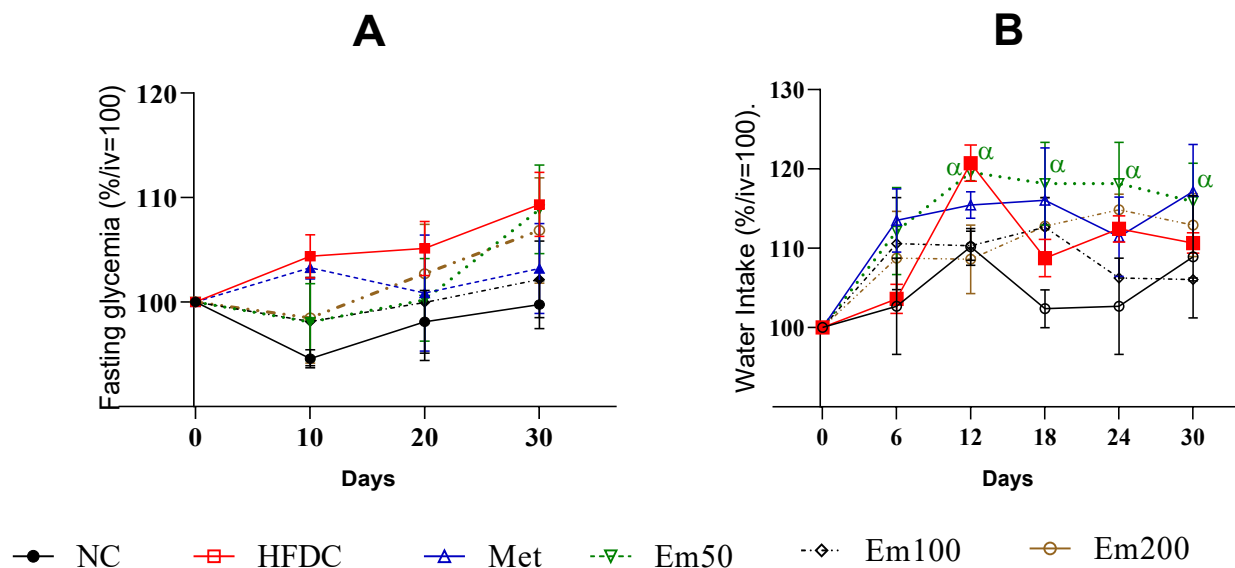 A
B
Fasting glycemia (%/iv=100)
120
110
100
0
10
20
30
Days
Water Intake (%/iv=100).
130
120
110
100
α
α
α
α
α
0
6
12
18
24
30
Days
NC
HFDC
Met
Em50
Em100
Em200